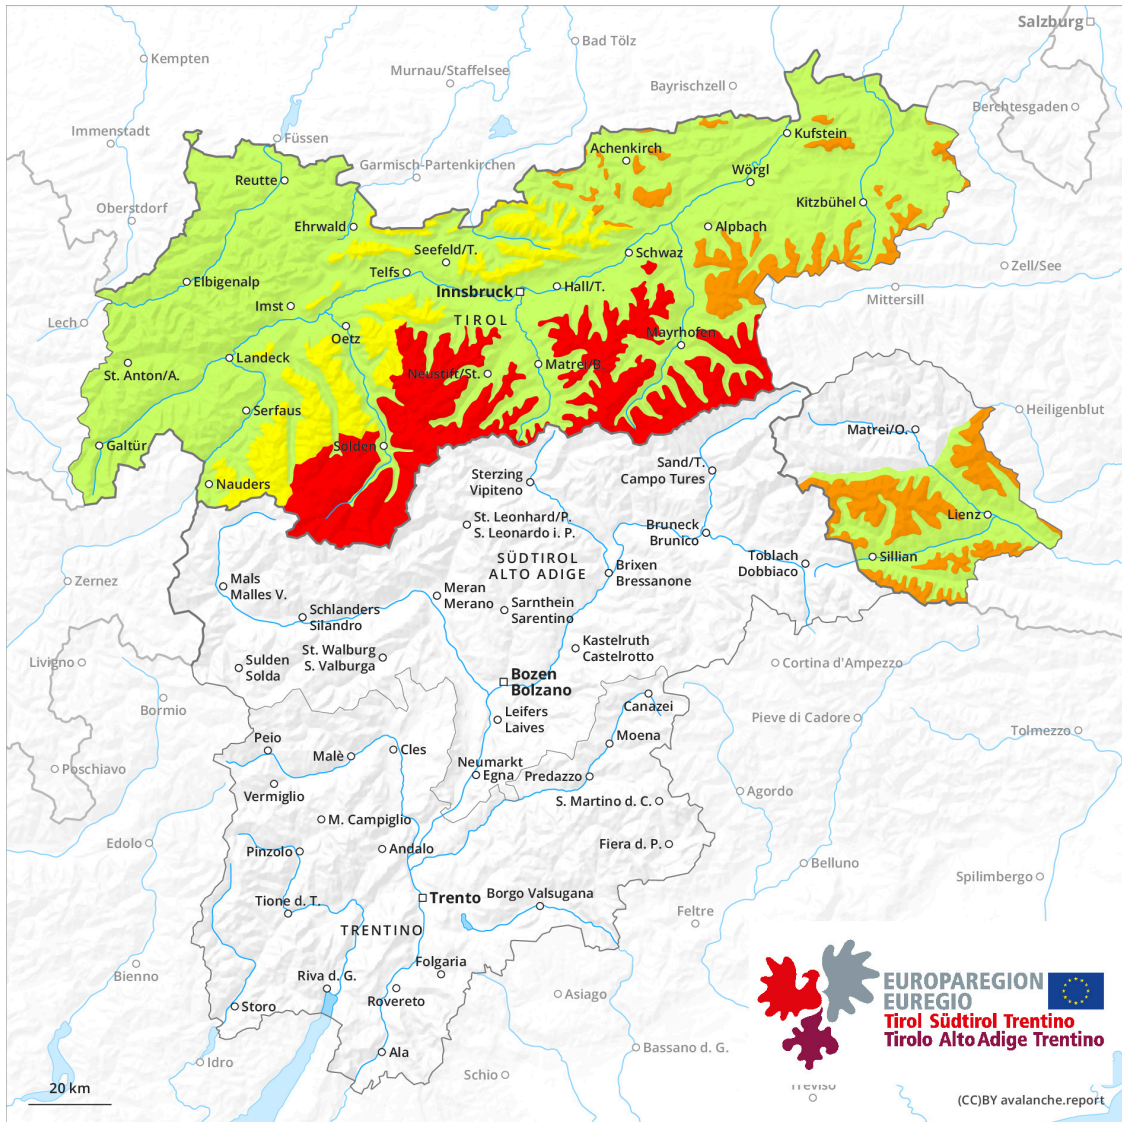 Salzburg
Bad Tölz
Kempten
Murnau/Staffelsee
Bayrischzell
Berchtesgaden
Immenstadt
Füssen
Kufstein
Achenkirch
Garmisch-Partenkirchen
Wörgl
Reutte
Oberstdorf
Kitzbühel
Ehrwald
Alpbach
Seefeld/T.
Schwaz
Telfs
Zell/See
Elbigenalp
Hall/T.
Innsbruck
Mittersill
Imst
Lech
TIROL
Mayrhofen
Oetz
Landeck
Matrei/B.
St. Anton/A.
Neustift/St.
Serfaus
Heiligenblut
Matrei/O.
Galtür
Sölden
Sand/T.
Campo Tures
Sterzing
Vipiteno
Nauders
Lienz
St. Leonhard/P.
S. Leonardo i. P.
Bruneck
Brunico
Toblach
Dobbiaco
Sillian
SÜDTIROL
ALTO ADIGE
Brixen
Bressanone
Zernez
Mals
Malles V.
Meran
Merano
Sarnthein
Sarentino
Schlanders
Silandro
Kastelruth
Castelrotto
St. Walburg
S. Valburga
Livigno
Sulden
Solda
Cortina d'Ampezzo
Bozen
Bolzano
Bormio
Canazei
Leifers
Laives
Pieve di Cadore
Tolmezzo
Peio
Moena
Malè
Cles
Neumarkt
Egna
Predazzo
Poschiavo
Vermiglio
Agordo
S. Martino d. C.
M. Campiglio
Edolo
Pinzolo
Andalo
Fiera d. P.
Belluno
Spilimbergo
Trento
Borgo Valsugana
Tione d. T.
Feltre
TRENTINO
Folgaria
Bienno
Riva d. G.
Rovereto
Asiago
Storo
EUROPAREGION
EUREGIO
Tirol Südtirol Trentino
Tirolo Alto Adige Trentino
Ala
Idro
Bassano d. G.
Schio
Treviso
20 km
(CC)BY avalanche.report